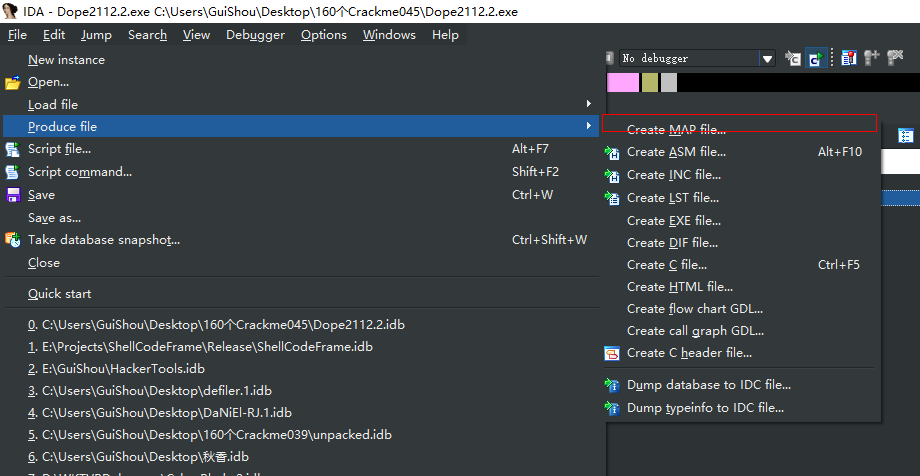 IDA - Dope2112.2.exe C:\Users\GuiShou\Desktop\160个Crackme045\Dope2112.2.exe
File Edit Jump Search View Debugger Options Windows Help
New instance
Open...
Load file
Produce file
Script file... Alt+F7
Script command... Shift+F2
Save Ctrl+W
Save as...
Take database snapshot... Ctrl+Shift+W
Close
Quick start
0. C:\Users\GuiShou\Desktop\160个Crackme045\Dope2112.2.idb
1. E:\Projects\ShellCodeFrame\Release\ShellCodeFrame.idb
2. E:\GuiShou\HackerTools.idb
3. C:\Users\GuiShou\Desktop\defiler.1.idb
4. C:\Users\GuiShou\Desktop\DaNiEl-RJ.1.idb
5. C:\Users\GuiShou\Desktop\160个Crackme039\unpacked.idb
6. C:\Users\GuiShou\Desktop\秋香.idb
No debugger
Create MAP file...
Create ASM file... Alt+F10
Create INC file...
Create LST file...
Create EXE file...
Create DIF file...
Create C file... Ctrl+F5
Create HTML file...
Create flow chart GDL...
Create call graph GDL...
Create C header file...
Dump database to IDC file...
Dump typeinfo to IDC file...